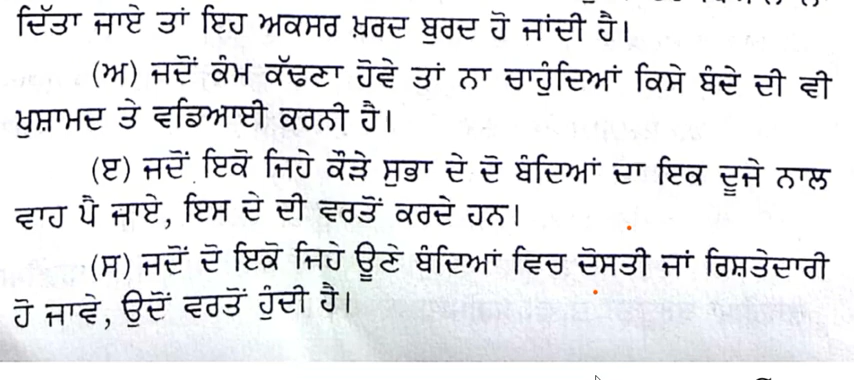 ਦਿੱਤਾ ਜਾਏ ਤਾਂ ਇਹ ਅਕਸਰ ਖ਼ਰਦ ਬੁਰਦ ਹੋ ਜਾਂਦੀ ਹੈ।
(ਅ) ਜਦੋਂ ਕੰਮ ਕੱਢਣਾ ਹੋਵੇ ਤਾਂ ਨਾ ਚਾਹੁੰਦਿਆਂ ਕਿਸੇ ਬੰਦੇ ਦੀ ਵੀ
ਖ਼ੁਸ਼ਾਮਦ ਤੇ ਵਡਿਆਈ ਕਰਨੀ ਹੈ।
(ੲ) ਜਦੋਂ ਇਕੋ ਜਿਹੇ ਕੌੜੇ ਸੁਭਾ ਦੇ ਦੋ ਬੰਦਿਆਂ ਦਾ ਇਕ ਦੂਜੇ ਨਾਲ
ਵਾਹ ਪੈ ਜਾਏ, ਇਸ ਦੇ ਦੀ ਵਰਤੋਂ ਕਰਦੇ ਹਨ।
(ਸ) ਜਦੋਂ ਦੋ ਇਕੋ ਜਿਹੇ ਊਣੇ ਬੰਦਿਆਂ ਵਿਚ ਦੋਸਤੀ ਜਾਂ ਰਿਸ਼ਤੇਦਾਰੀ
ਹੋ ਜਾਵੇ, ਉਦੋਂ ਵਰਤੋਂ ਹੁੰਦੀ ਹੈ।